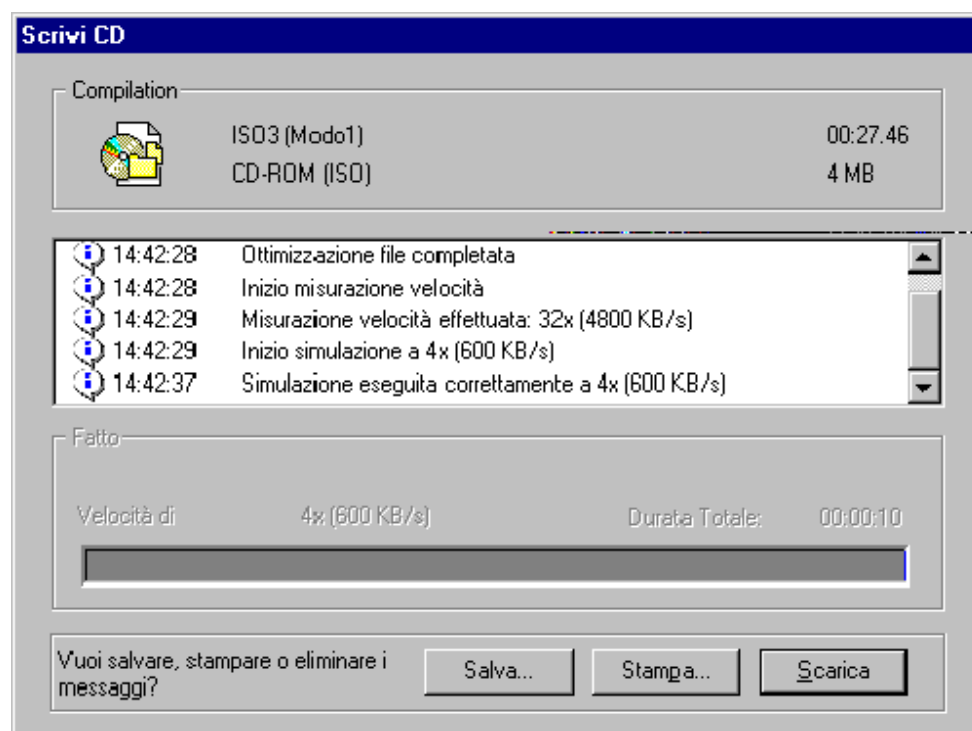 Scrivi CD
Compilation
ISO3 (Modo1) 00:27.46
CD-ROM (ISO) 4 MB
14:42:28 Ottimizzazione file completata
14:42:28 Inizio misurazione velocità
14:42:29 Misurazione velocità effettuata: 32x (4800 KB/s)
14:42:29 Inizio simulazione a 4x (600 KB/s)
14:42:37 Simulazione eseguita correttamente a 4x (600 KB/s)
Fatto
Velocità di 4x (600 KB/s) Durata Totale: 00:00:10
Vuoi salvare, stampare o eliminare i
messaggi?
Salva... Stampa... Scarica